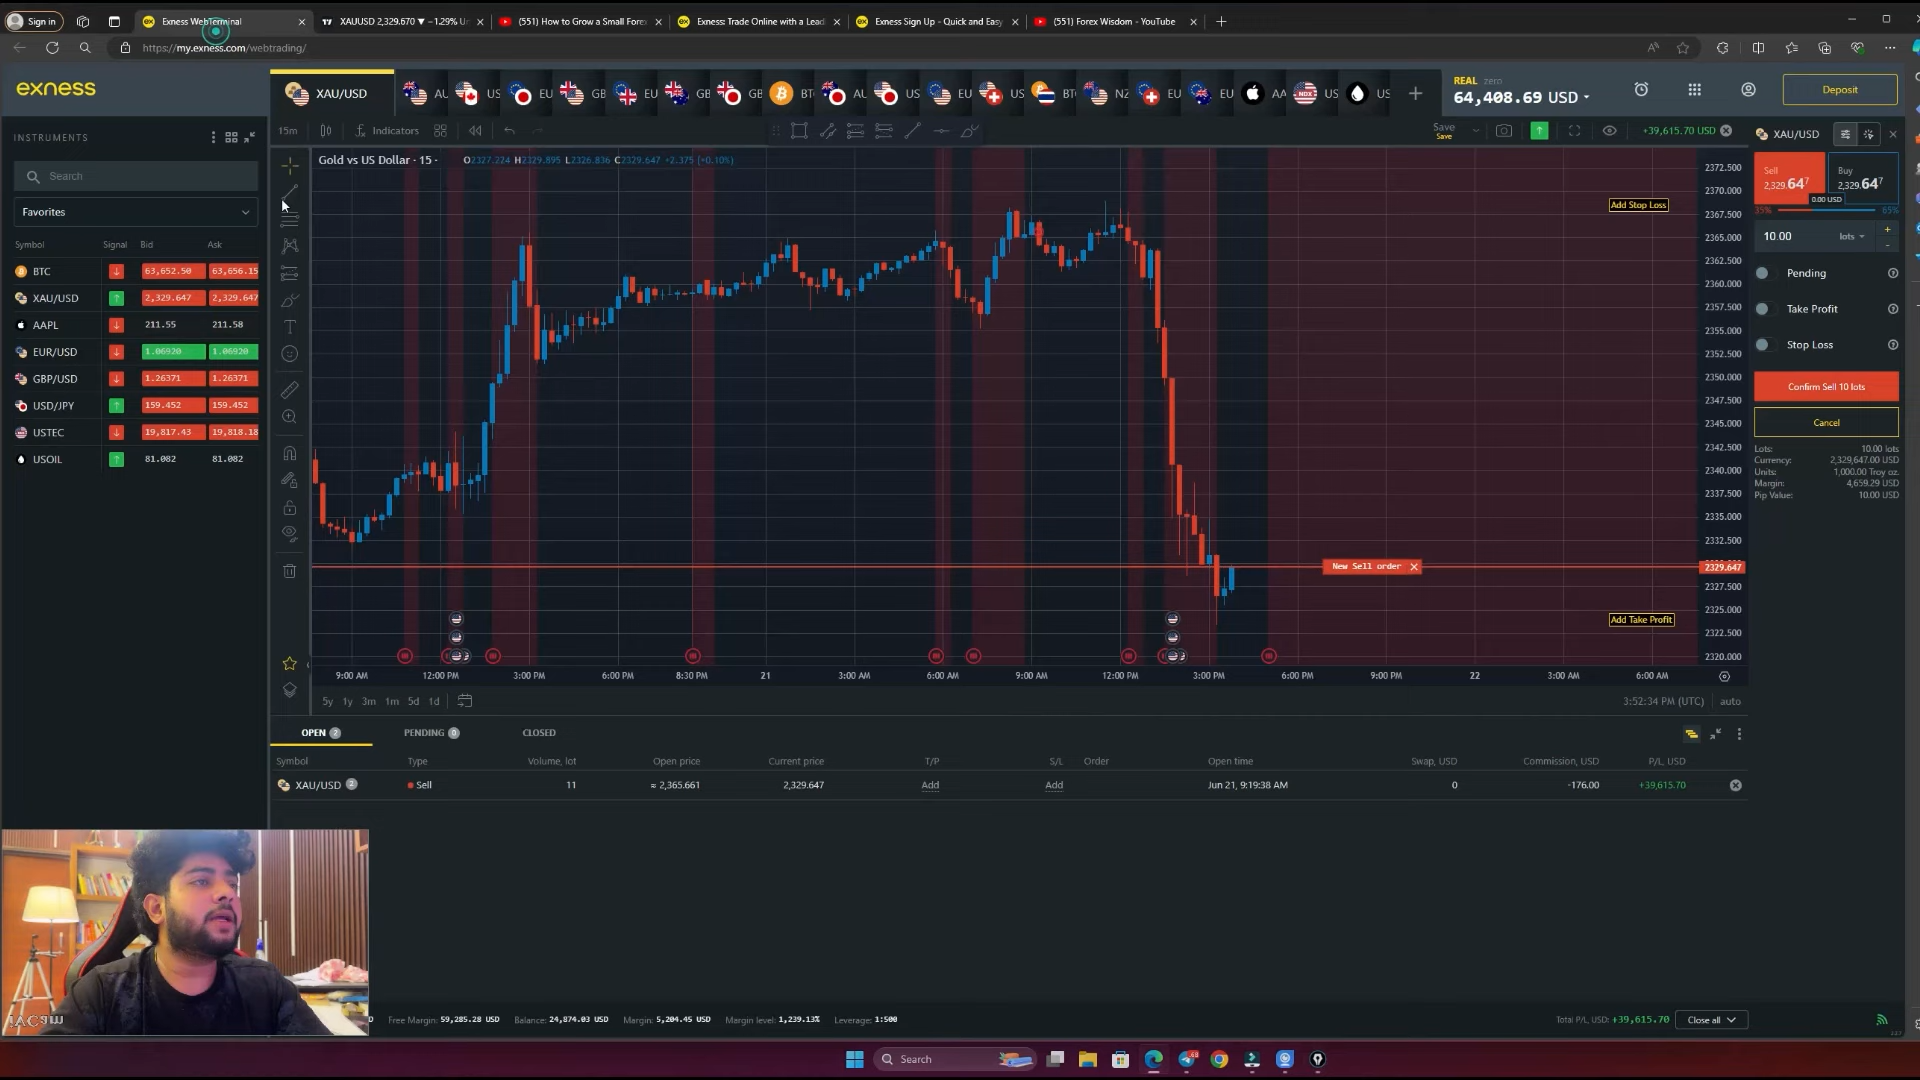 Sign in
Exness WebTerminal
XAUUSD 2,329.670 ▼ −1.29% Un
(551) How to Grow a Small Fore
Exness: Trade Online with a Lead
Exness Sign Up - Quick and Easy
(551) Forex Wisdom - YouTube
https://my.exness.com/webtrading/
exness
XAU/USD
AU
US
EU
GB
EU
GB
GB
BT
AU
US
EU
US
BT
NZ
EU
EU
AA
US
US
REAL zero
64,408.69 USD
Deposit
INSTRUMENTS
15m
Indicators
Save
Save
+39,615.70 USD
XAU/USD
Search
Favorites
Symbol Signal Bid Ask
BTC 63,652.50 63,656.15
XAU/USD 2,329.647 2,329.647
AAPL 211.55 211.58
EUR/USD 1.06920 1.06920
GBP/USD 1.26371 1.26371
USD/JPY 159.452 159.452
USTEC 19,817.43 19,818.18
USOIL 81.082 81.082
Gold vs US Dollar · 15 · O2327.224 H2329.895 L2326.836 C2329.647 +2.375 (+0.10%)
Add Stop Loss
New Sell order
Add Take Profit
2372.500
2370.000
2367.500
2365.000
2362.500
2360.000
2357.500
2355.000
2352.500
2350.000
2347.500
2345.000
2342.500
2340.000
2337.500
2335.000
2332.500
2329.647
2327.500
2325.000
2322.500
2320.000
9:00 AM 12:00 PM 3:00 PM 6:00 PM 8:30 PM 21 3:00 AM 6:00 AM 9:00 AM 12:00 PM 3:00 PM 6:00 PM 9:00 PM 22 3:00 AM 6:00 AM
5y 1y 3m 1m 5d 1d
3:52:34 PM (UTC) auto
Sell
2,329.647
Buy
2,329.647
0.00 USD
35% 65%
10.00 lots
Pending
Take Profit
Stop Loss
Confirm Sell 10 lots
Cancel
Lots: 10.00 lots
Currency: 2,329,647.00 USD
Units: 1,000.00 Troy oz.
Margin: 4,659.29 USD
Pip Value: 10.00 USD
OPEN 2 PENDING 0 CLOSED
Symbol Type Volume, lot Open price Current price T/P S/L Order Open time Swap, USD Commission, USD P/L, USD
XAU/USD 2 Sell 11 ≈ 2,365.661 2,329.647 Add Add Jun 21, 9:19:38 AM 0 -176.00 +39,615.70
Free Margin: 59,285.28 USD Balance: 24,874.03 USD Margin: 5,204.45 USD Margin level: 1,239.13% Leverage: 1:500
Total P/L, USD: +39,615.70 Close all
Search